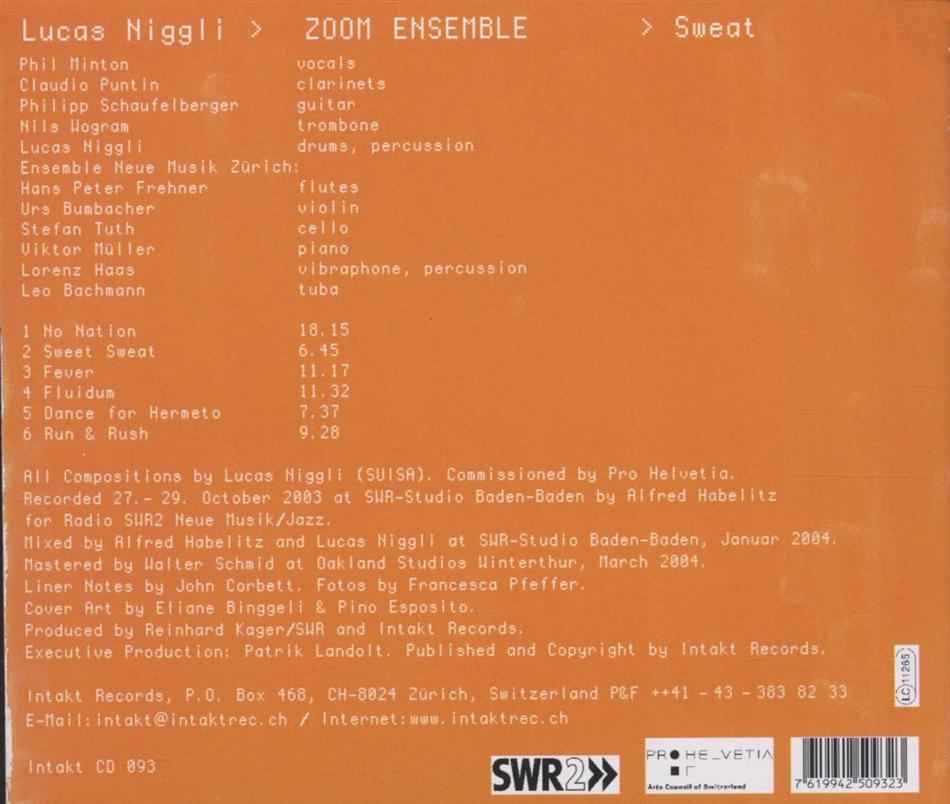 Lucas Niggli > ZOOM ENSEMBLE > Sweat
Phil Minton vocals
Claudio Puntin clarinets
Philipp Schaufelberger guitar
Nils Wogram trombone
Lucas Niggli drums, percussion
Ensemble Neue Musik Zürich:
Hans Peter Frehner flutes
Urs Bumbacher violin
Stefan Tuth cello
Viktor Müller piano
Lorenz Haas vibraphone, percussion
Leo Bachmann tuba
1 No Nation 18.15
2 Sweet Sweat 6.45
3 Fever 11.17
4 Fluidum 11.32
5 Dance for Hermeto 7.37
6 Run & Rush 9.28
All Compositions by Lucas Niggli (SUISA). Commissioned by Pro Helvetia.
Recorded 27.- 29. October 2003 at SWR-Studio Baden-Baden by Alfred Habelitz
for Radio SWR2 Neue Musik/Jazz.
Mixed by Alfred Habelitz and Lucas Niggli at SWR-Studio Baden-Baden, Januar 2004.
Mastered by Walter Schmid at Oakland Studios Winterthur, March 2004.
Liner Notes by John Corbett. Fotos by Francesca Pfeffer.
Cover Art by Eliane Binggeli & Pino Esposito.
Produced by Reinhard Kager/SWR and Intakt Records.
Executive Production: Patrik Landolt. Published and Copyright by Intakt Records.
LC 11265
Intakt Records, P.O. Box 468, CH-8024 Zürich, Switzerland P&F ++41 - 43 - 383 82 33
E-Mail:intakt@intaktrec.ch / Internet:www.intaktrec.ch
Intakt CD 093
SWR2>>
PRO HELVETIA
Arts Council of Switzerland
7 619942 509323